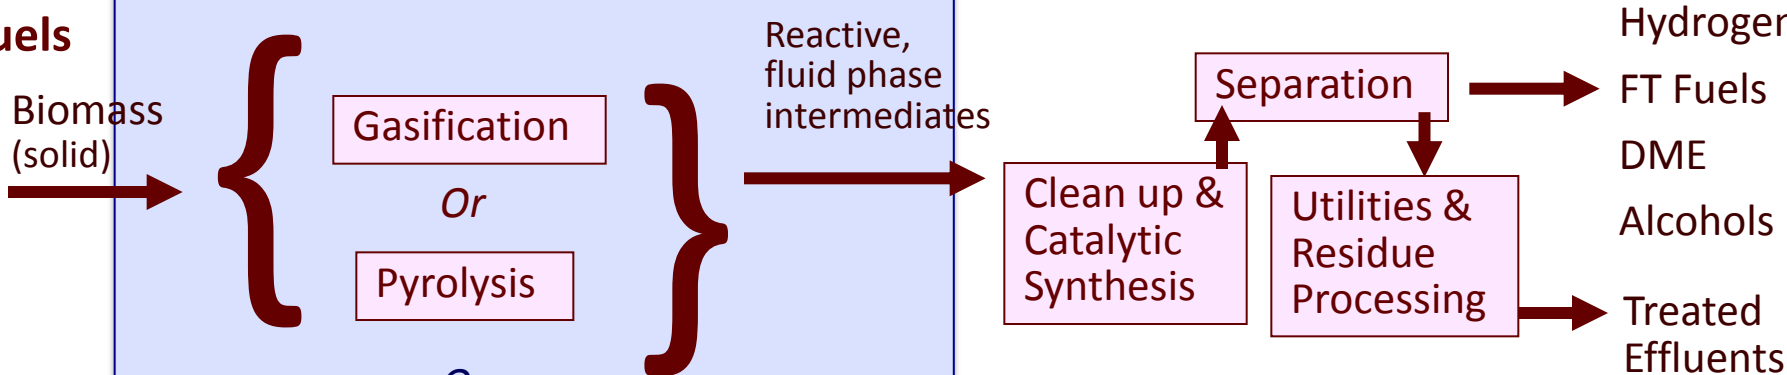 uels
Biomass
(solid)
Gasification
Or
Pyrolysis
Reactive,
fluid phase
intermediates
Clean up &
Catalytic
Synthesis
Separation
Utilities &
Residue
Processing
Hydrogen
FT Fuels
DME
Alcohols
Treated
Effluents